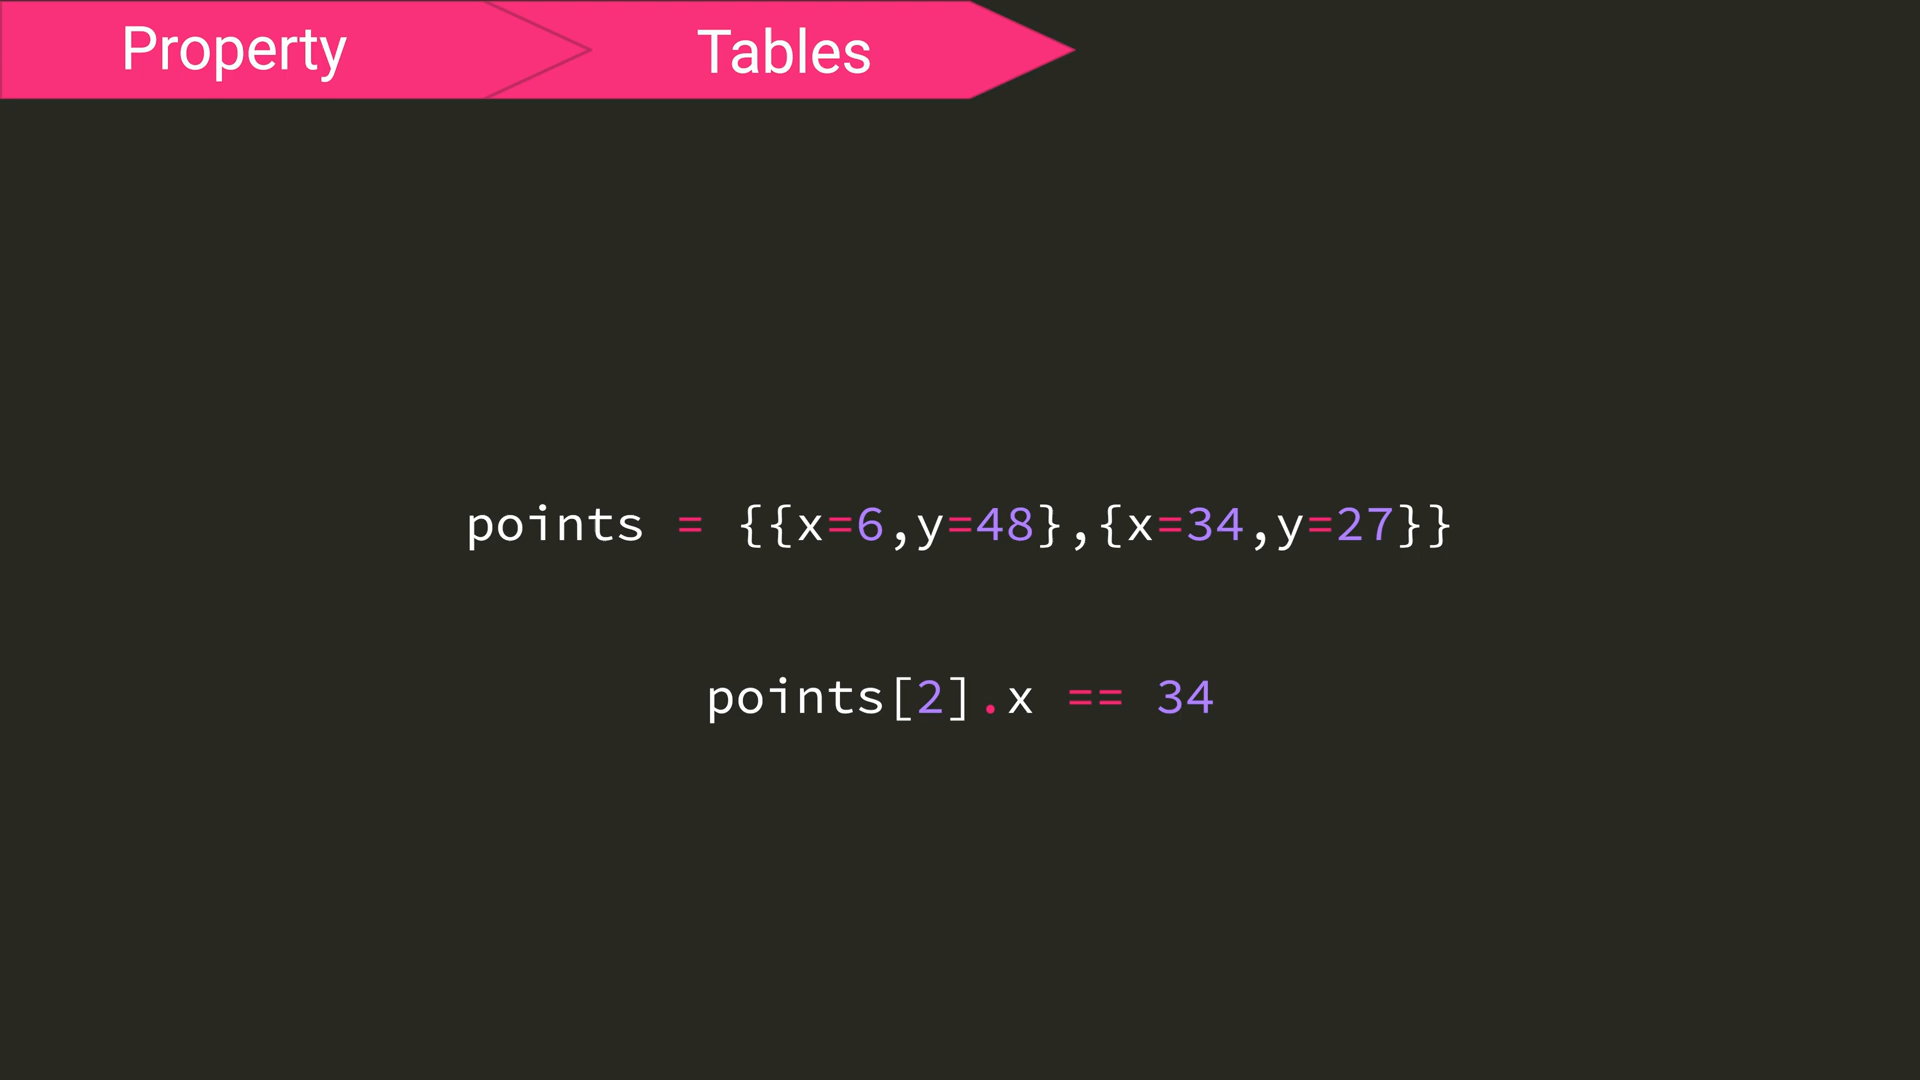 Property
Tables
points = {{x=6,y=48},{x=34,y=27}}
points[2].x == 34